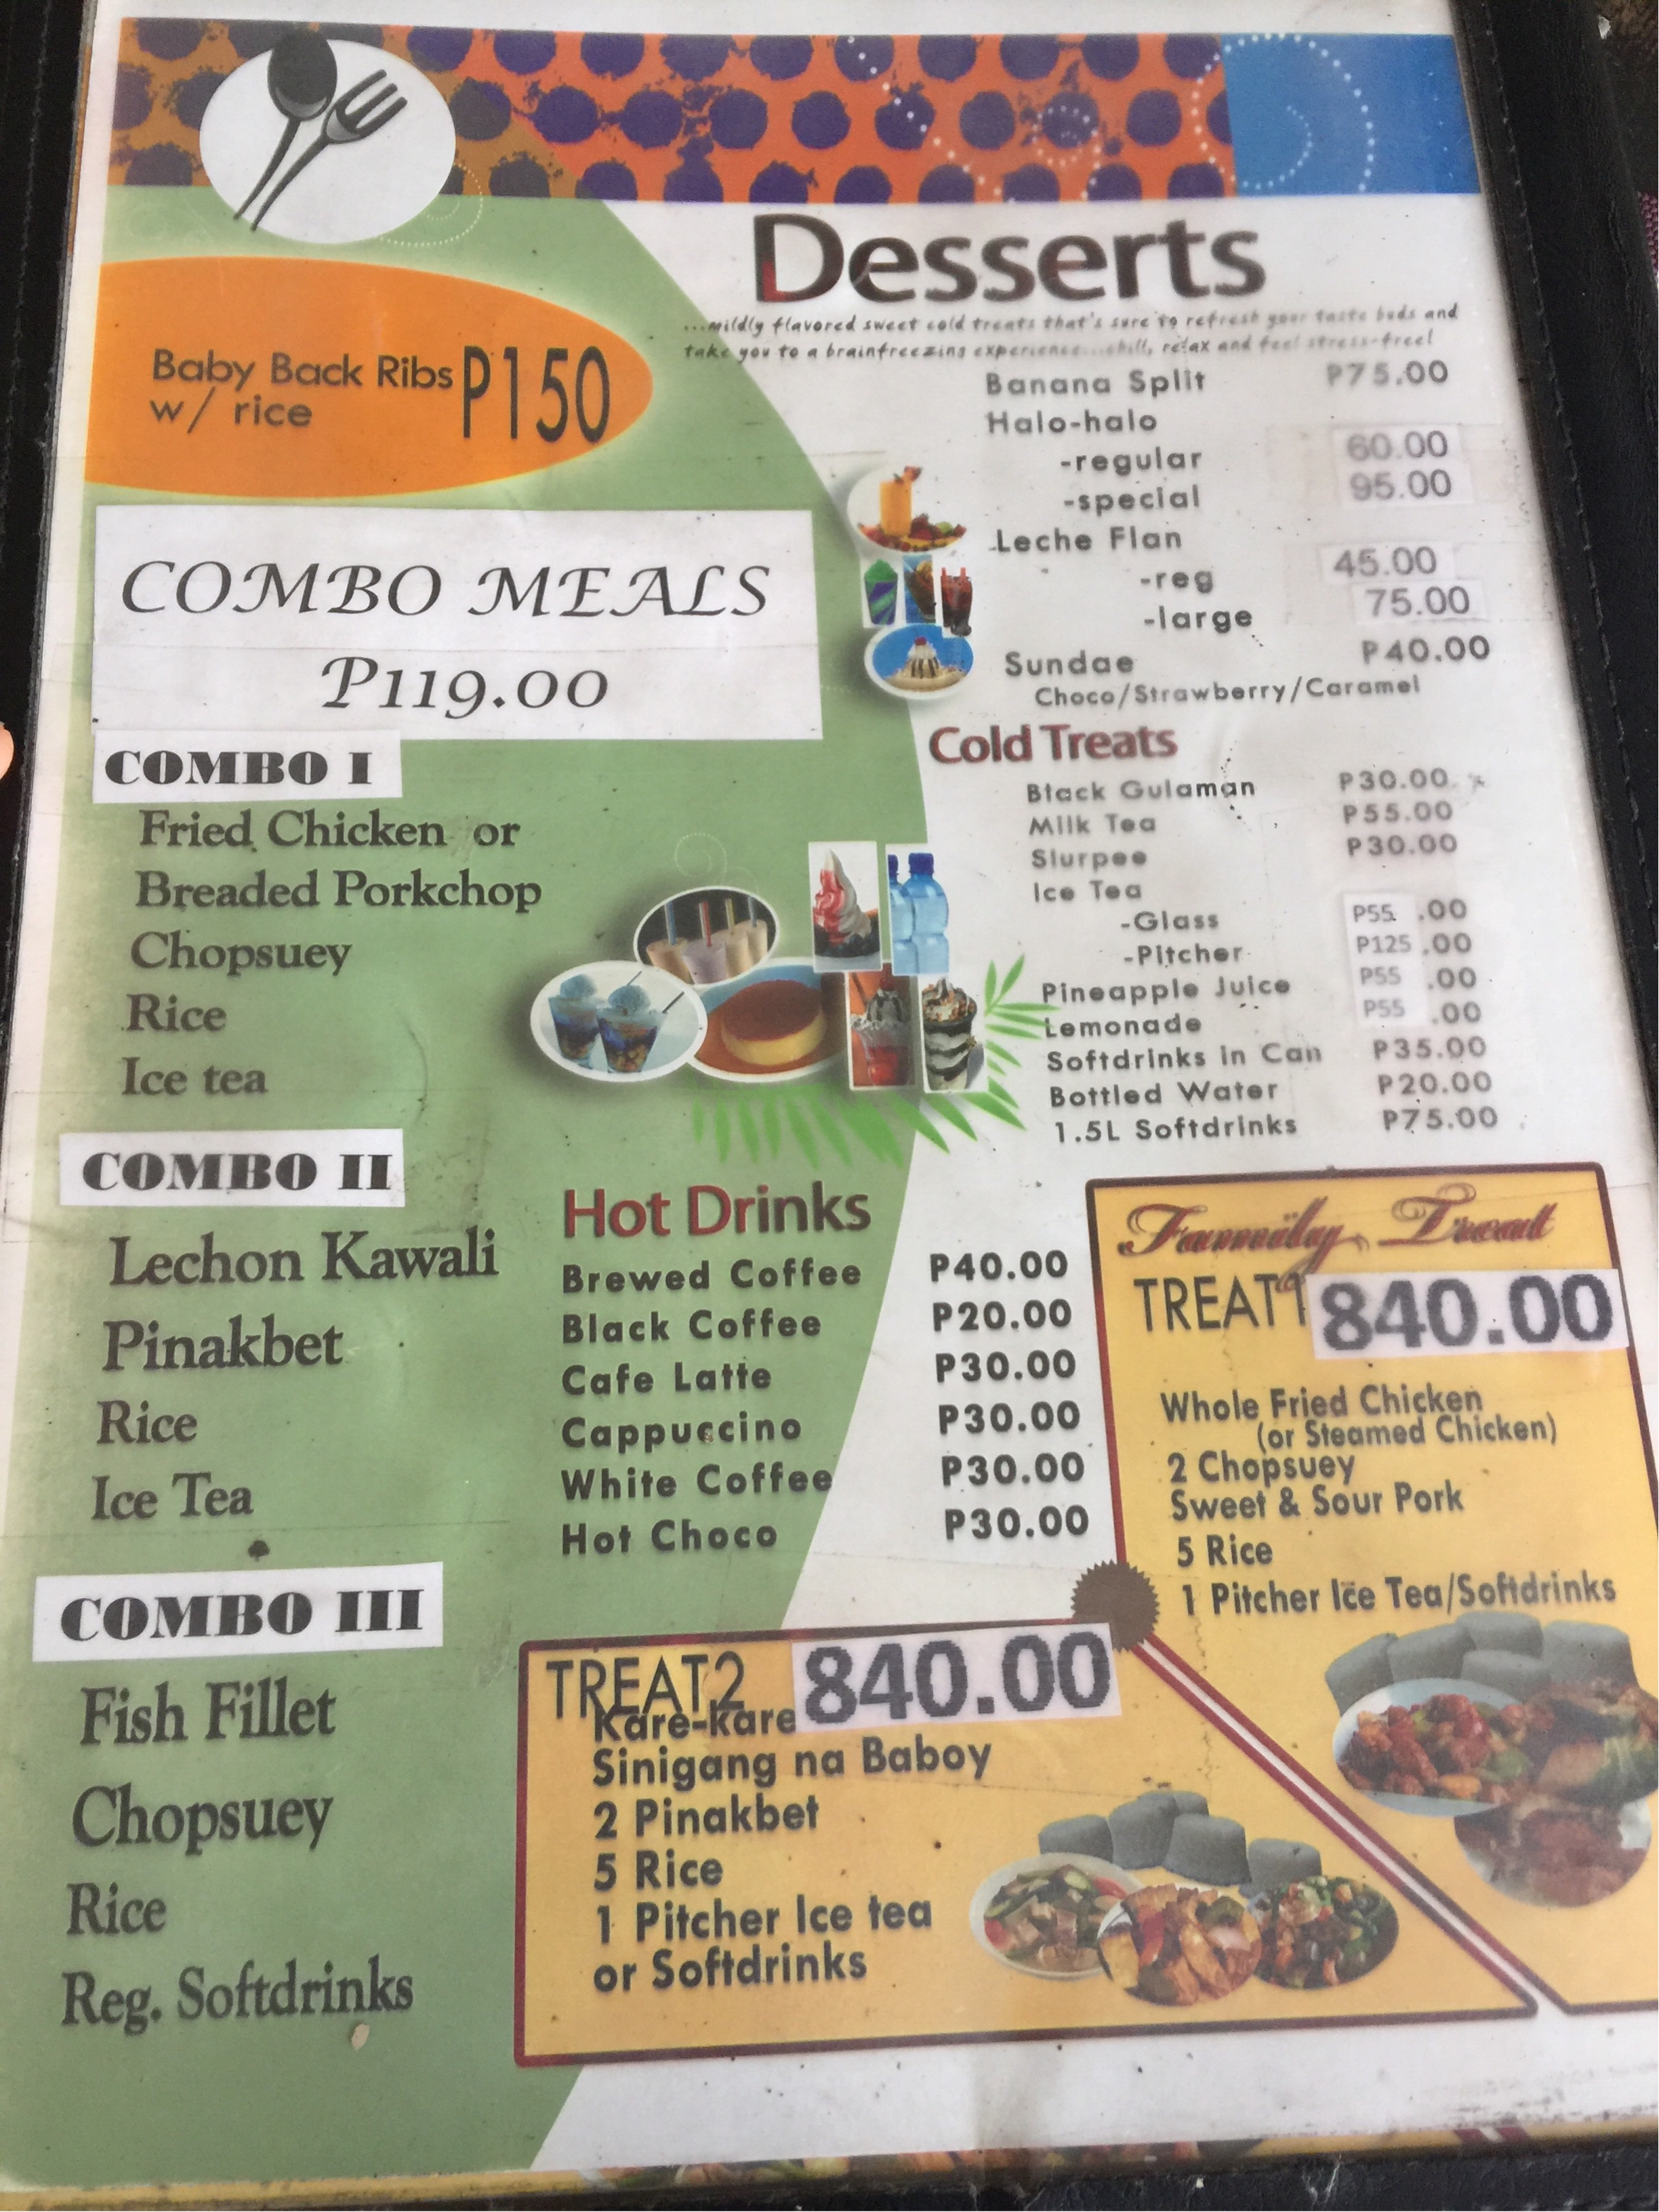 Desserts
...mildly flavored sweet cold treats that's sure to refresh your taste buds and
take you to a brainfreezing experience...chill, relax and feel stress-free!
Banana Split P75.00
Halo-halo
-regular 60.00
-special 95.00
Leche Flan
-reg 45.00
-large 75.00
Sundae P40.00
Choco/Strawberry/Caramel
Cold Treats
Black Gulaman P30.00
Milk Tea P55.00
Slurpee P30.00
Ice Tea
-Glass P55 .00
-Pitcher P125 .00
Pineapple Juice P55 .00
Lemonade P55 .00
Softdrinks in Can P35.00
Bottled Water P20.00
1.5L Softdrinks P75.00
Baby Back Ribs
w/ rice P150
COMBO MEALS
P119.00
COMBO I
Fried Chicken or
Breaded Porkchop
Chopsuey
Rice
Ice tea
COMBO II
Lechon Kawali
Pinakbet
Rice
Ice Tea
COMBO III
Fish Fillet
Chopsuey
Rice
Reg. Softdrinks
Hot Drinks
Brewed Coffee P40.00
Black Coffee P20.00
Cafe Latte P30.00
Cappuccino P30.00
White Coffee P30.00
Hot Choco P30.00
Family Treat
TREAT1 840.00
Whole Fried Chicken
(or Steamed Chicken)
2 Chopsuey
Sweet & Sour Pork
5 Rice
1 Pitcher Ice Tea/Softdrinks
TREAT2 840.00
Kare-kare
Sinigang na Baboy
2 Pinakbet
5 Rice
1 Pitcher Ice tea
or Softdrinks